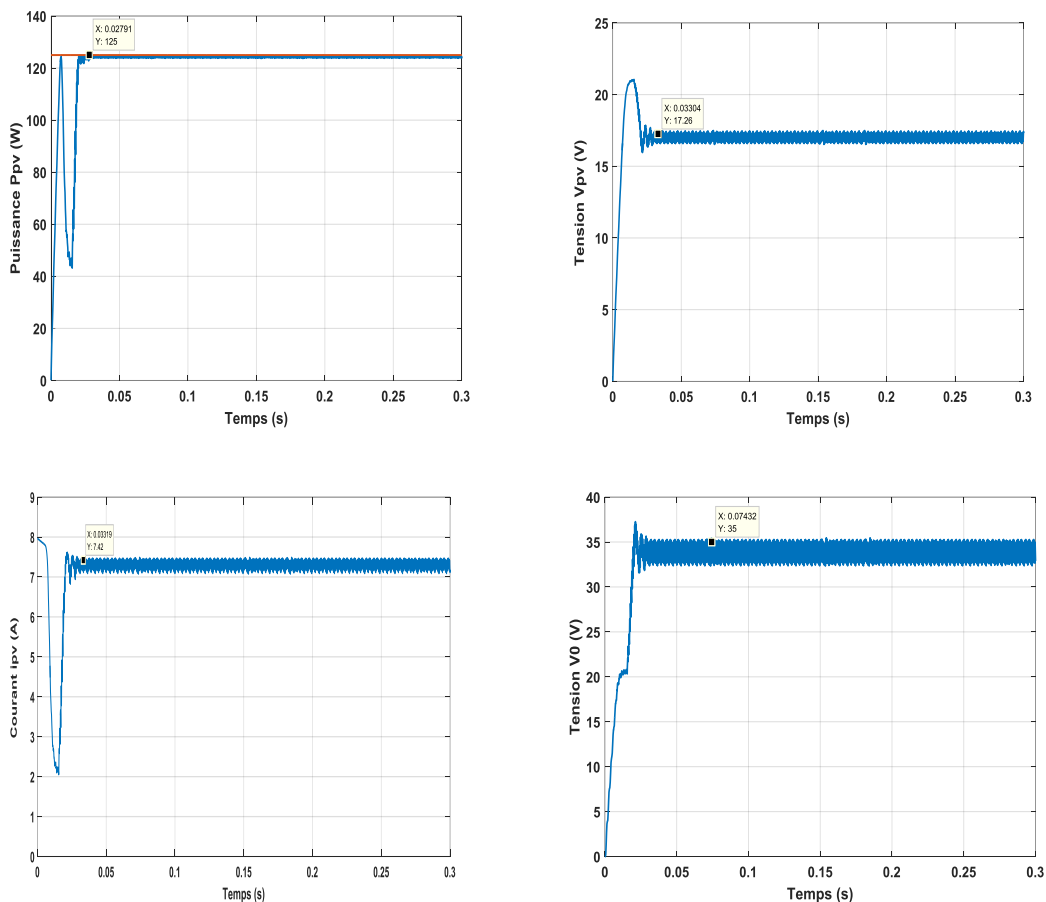 140
120
100
80
60
40
20
0
Puissance Ppv (W)
X: 0.02791
Y: 125
0 0.05 0.1 0.15 0.2 0.25 0.3
Temps (s)
25
20
15
10
5
0
Tension Vpv (V)
X: 0.03304
Y: 17.26
0 0.05 0.1 0.15 0.2 0.25 0.3
Temps (s)
9
8
7
6
5
4
3
2
1
0
Courant ipv (A)
X: 0.03319
Y: 7.42
0 0.05 0.1 0.15 0.2 0.25 0.3
Temps (s)
40
35
30
25
20
15
10
5
0
Tension V0 (V)
X: 0.07432
Y: 35
0 0.05 0.1 0.15 0.2 0.25 0.3
Temps (s)